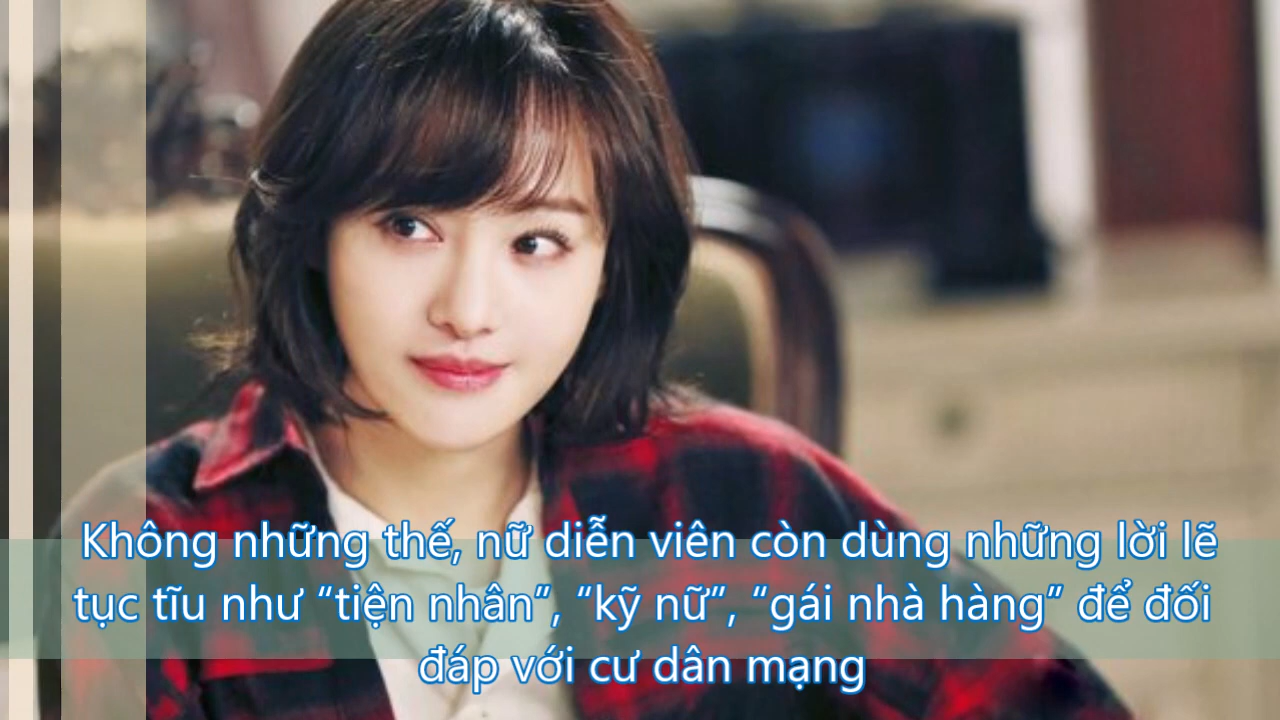 Không những thế, nữ diễn viên còn dùng những lời lẽ
tục tĩu như “tiện nhân”, “kỹ nữ”, “gái nhà hàng” để đối
đáp với cư dân mạng